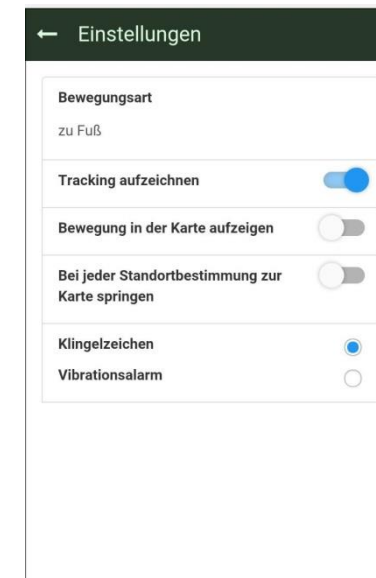 Einstellungen
Bewegungsart
zu Fuß
Tracking aufzeichnen
Bewegung in der Karte aufzeigen
Bei jeder Standortbestimmung zur
Karte springen
Klingelzeichen
Vibrationsalarm